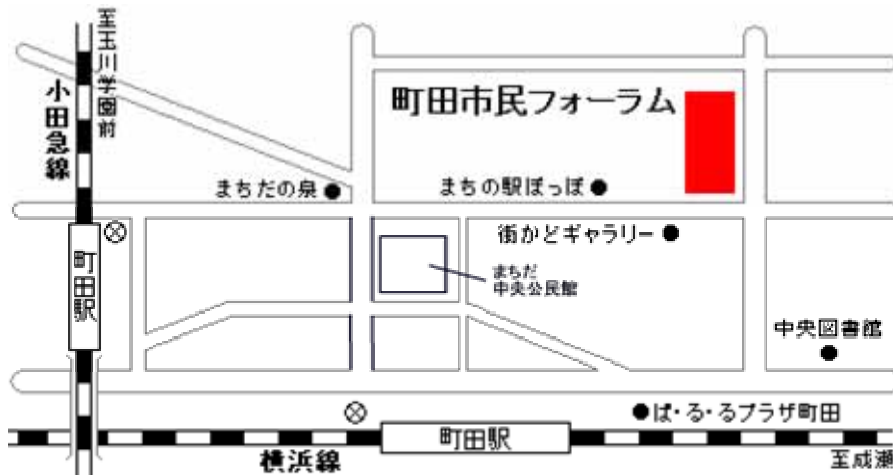 至玉川学園前
小田急線
町田市民フォーラム
まちだの泉
まちの駅ぽっぽ
街かどギャラリー
町田駅
まちだ
中央公民館
中央図書館
ぱ・る・るプラザ町田
町田駅
横浜線
至成瀬